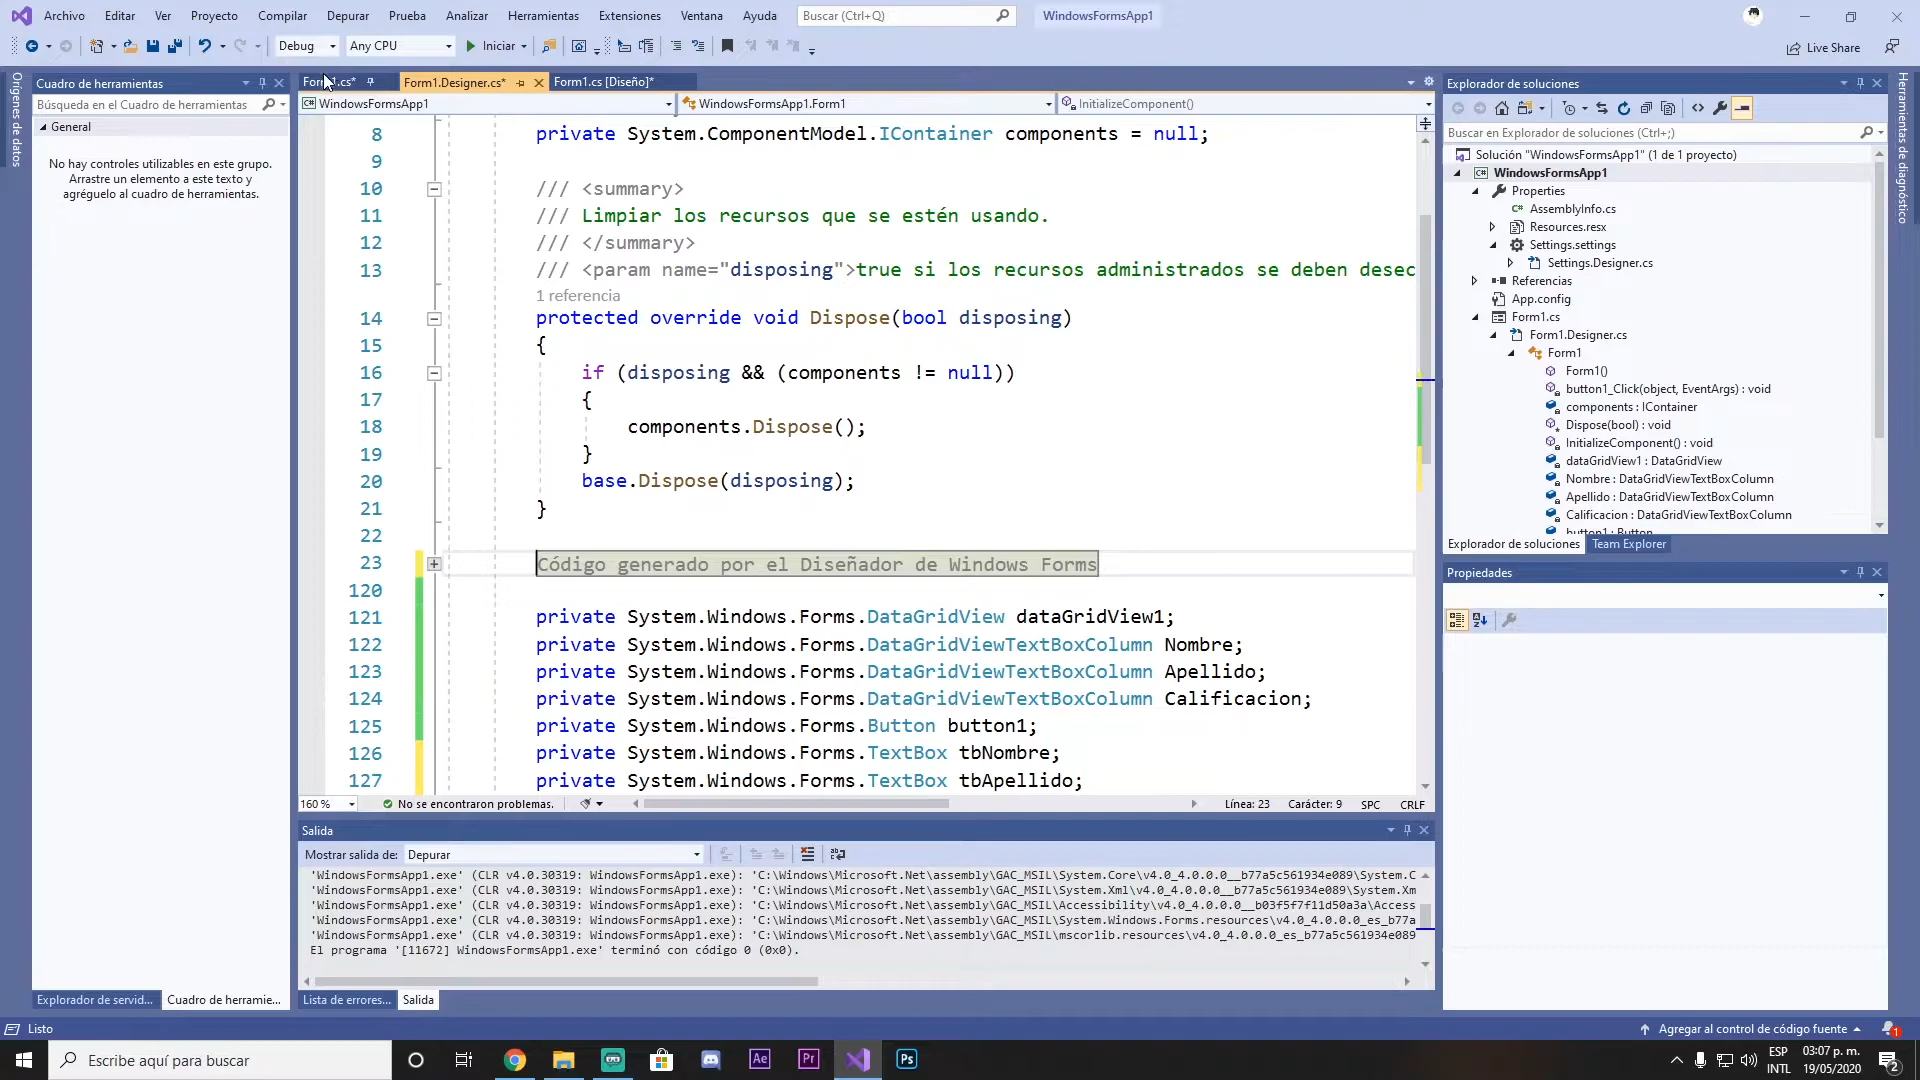 Archivo Editar Ver Proyecto Compilar Depurar Prueba Analizar Herramientas Extensiones Ventana Ayuda Buscar (Ctrl+Q) WindowsFormsApp1
Debug Any CPU Iniciar Live Share
Orígenes de datos
Cuadro de herramientas
Búsqueda en el Cuadro de herramientas
General
No hay controles utilizables en este grupo.
Arrastre un elemento a este texto y
agréguelo al cuadro de herramientas.
Explorador de servid... Cuadro de herramie...
Form1.cs* Form1.Designer.cs* Form1.cs [Diseño]*
WindowsFormsApp1 WindowsFormsApp1.Form1 InitializeComponent()
8 private System.ComponentModel.IContainer components = null;
9
10 /// <summary>
11 /// Limpiar los recursos que se estén usando.
12 /// </summary>
13 /// <param name="disposing">true si los recursos administrados se deben desec
1 referencia
14 protected override void Dispose(bool disposing)
15 {
16 if (disposing && (components != null))
17 {
18 components.Dispose();
19 }
20 base.Dispose(disposing);
21 }
22
23 Código generado por el Diseñador de Windows Forms
120
121 private System.Windows.Forms.DataGridView dataGridView1;
122 private System.Windows.Forms.DataGridViewTextBoxColumn Nombre;
123 private System.Windows.Forms.DataGridViewTextBoxColumn Apellido;
124 private System.Windows.Forms.DataGridViewTextBoxColumn Calificacion;
125 private System.Windows.Forms.Button button1;
126 private System.Windows.Forms.TextBox tbNombre;
127 private System.Windows.Forms.TextBox tbApellido;
160 % No se encontraron problemas. Línea: 23 Carácter: 9 SPC CRLF
Salida
Mostrar salida de: Depurar
'WindowsFormsApp1.exe' (CLR v4.0.30319: WindowsFormsApp1.exe): 'C:\Windows\Microsoft.Net\assembly\GAC_MSIL\System.Core\v4.0_4.0.0.0__b77a5c561934e089\System.C
'WindowsFormsApp1.exe' (CLR v4.0.30319: WindowsFormsApp1.exe): 'C:\Windows\Microsoft.Net\assembly\GAC_MSIL\System.Xml\v4.0_4.0.0.0__b77a5c561934e089\System.Xm
'WindowsFormsApp1.exe' (CLR v4.0.30319: WindowsFormsApp1.exe): 'C:\Windows\Microsoft.Net\assembly\GAC_MSIL\Accessibility\v4.0_4.0.0.0__b03f5f7f11d50a3a\Access
'WindowsFormsApp1.exe' (CLR v4.0.30319: WindowsFormsApp1.exe): 'C:\Windows\Microsoft.Net\assembly\GAC_MSIL\System.Windows.Forms.resources\v4.0_4.0.0.0_es_b77a
'WindowsFormsApp1.exe' (CLR v4.0.30319: WindowsFormsApp1.exe): 'C:\Windows\Microsoft.Net\assembly\GAC_MSIL\mscorlib.resources\v4.0_4.0.0.0_es_b77a5c561934e089
El programa '[11672] WindowsFormsApp1.exe' terminó con código 0 (0x0).
Lista de errores... Salida
Explorador de soluciones
Buscar en Explorador de soluciones (Ctrl+;)
Solución "WindowsFormsApp1" (1 de 1 proyecto)
WindowsFormsApp1
Properties
AssemblyInfo.cs
Resources.resx
Settings.settings
Settings.Designer.cs
Referencias
App.config
Form1.cs
Form1.Designer.cs
Form1
Form1()
button1_Click(object, EventArgs) : void
components : IContainer
Dispose(bool) : void
InitializeComponent() : void
dataGridView1 : DataGridView
Nombre : DataGridViewTextBoxColumn
Apellido : DataGridViewTextBoxColumn
Calificacion : DataGridViewTextBoxColumn
button1 : Button
Explorador de soluciones Team Explorer
Propiedades
Herramientas de diagnóstico
Listo Agregar al control de código fuente 1
Escribe aquí para buscar Ae Pr Ps ESP 03:07 p. m.
INTL 19/05/2020 2